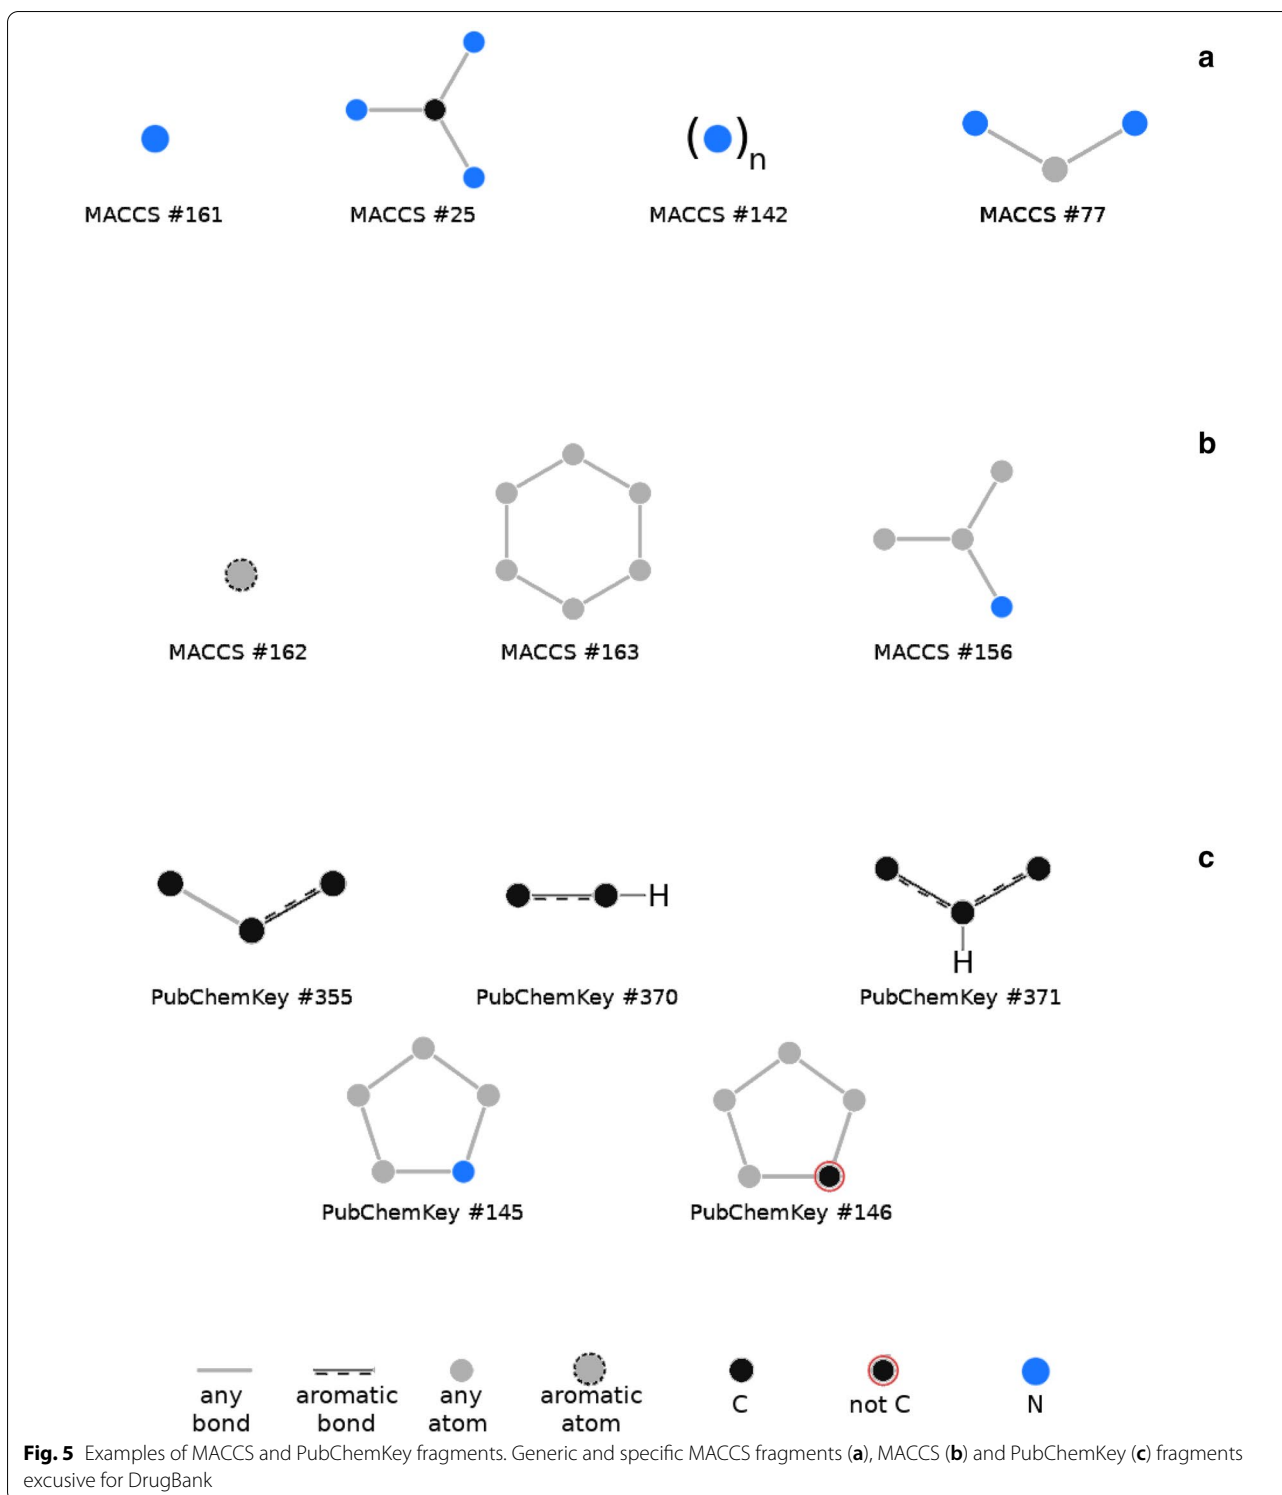 a
( )n
MACCS #161 MACCS #25 MACCS #142 MACCS #77
b
MACCS #162 MACCS #163 MACCS #156
c
H H
PubChemKey #355 PubChemKey #370 PubChemKey #371
PubChemKey #145 PubChemKey #146
any bond aromatic bond any atom aromatic atom C not C N
Fig. 5 Examples of MACCS and PubChemKey fragments. Generic and specific MACCS fragments (a), MACCS (b) and PubChemKey (c) fragments
excusive for DrugBank